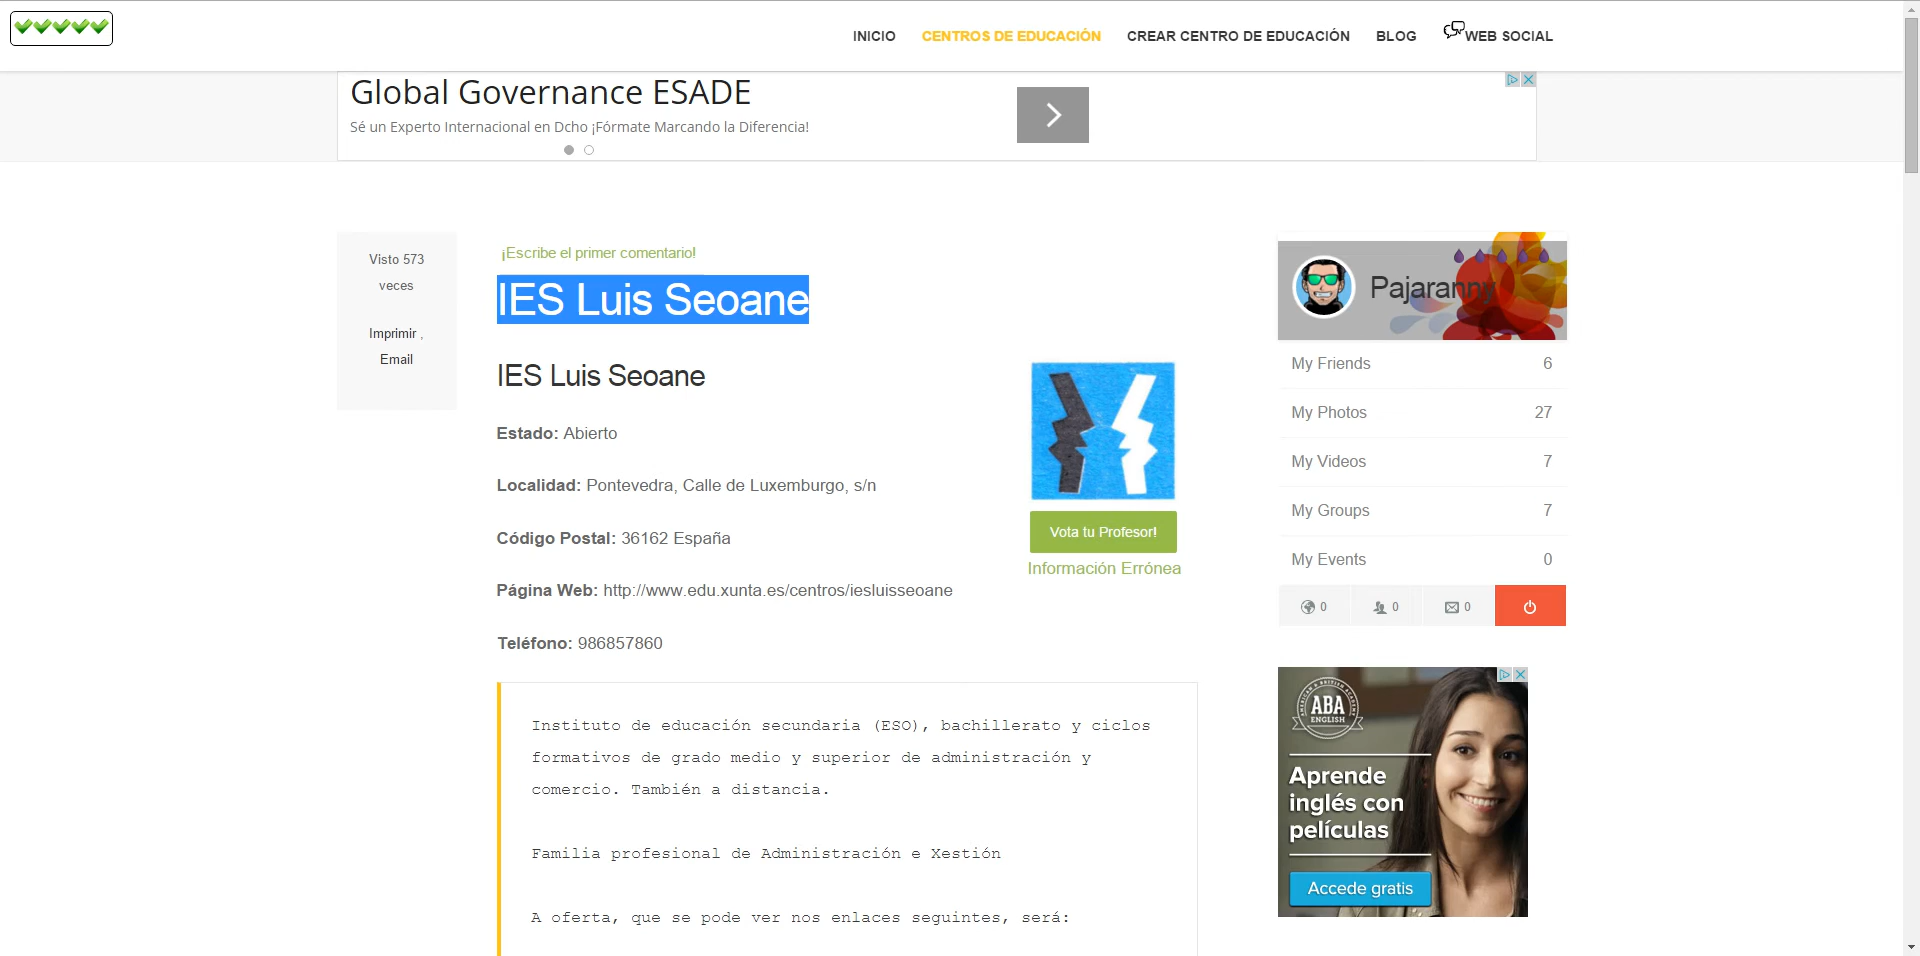 INICIO CENTROS DE EDUCACIÓN CREAR CENTRO DE EDUCACIÓN BLOG WEB SOCIAL
Global Governance ESADE
Sé un Experto Internacional en Dcho ¡Fórmate Marcando la Diferencia!
Visto 573
veces
Imprimir ,
Email
¡Escribe el primer comentario!
IES Luis Seoane
IES Luis Seoane
Estado: Abierto
Localidad: Pontevedra, Calle de Luxemburgo, s/n
Código Postal: 36162 España
Página Web: http://www.edu.xunta.es/centros/iesluisseoane
Teléfono: 986857860
Vota tu Profesor!
Información Errónea
Instituto de educación secundaria (ESO), bachillerato y ciclos
formativos de grado medio y superior de administración y
comercio. También a distancia.
Familia profesional de Administración e Xestión
A oferta, que se pode ver nos enlaces seguintes, será:
Pajaranny
My Friends 6
My Photos 27
My Videos 7
My Groups 7
My Events 0
0 0 0
AMERICAN & BRITISH ACADEMY
ABA
ENGLISH
Aprende
inglés con
películas
Accede gratis